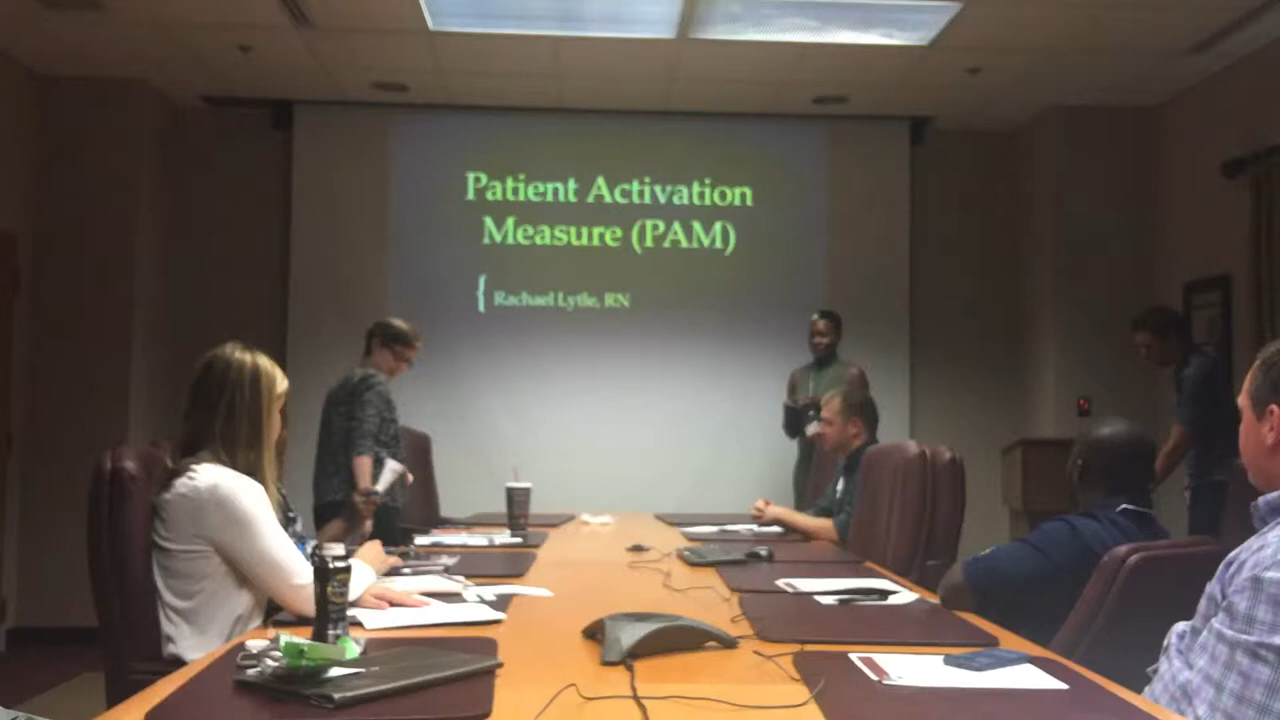 Patient Activation
Measure (PAM)
{ Rachael Lytle, RN